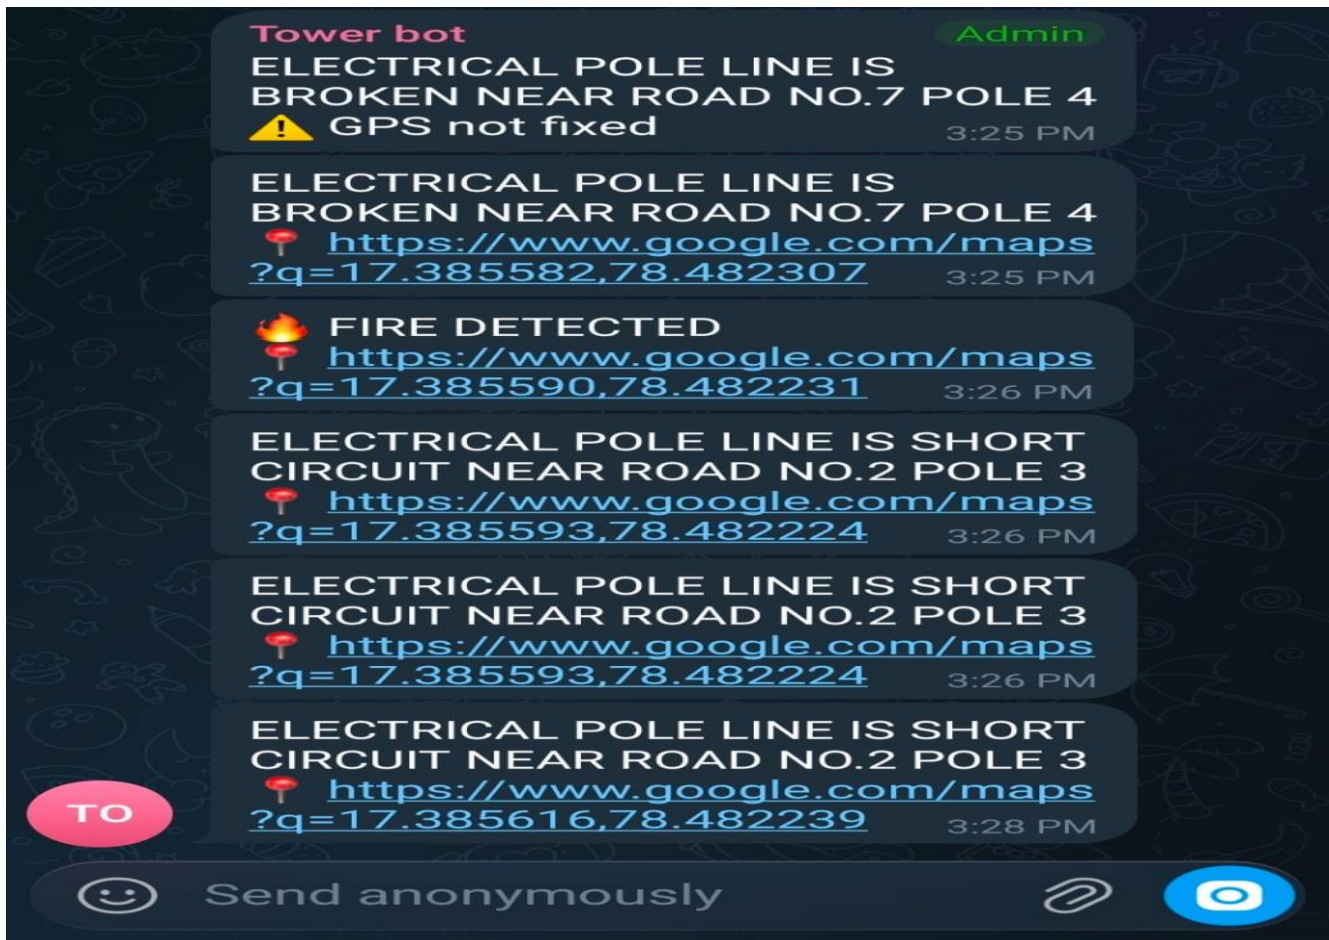 Tower bot Admin
ELECTRICAL POLE LINE IS
BROKEN NEAR ROAD NO.7 POLE 4
⚠️ GPS not fixed 3:25 PM
ELECTRICAL POLE LINE IS
BROKEN NEAR ROAD NO.7 POLE 4
📍 https://www.google.com/maps
?q=17.385582,78.482307 3:25 PM
🔥 FIRE DETECTED
📍 https://www.google.com/maps
?q=17.385590,78.482231 3:26 PM
ELECTRICAL POLE LINE IS SHORT
CIRCUIT NEAR ROAD NO.2 POLE 3
📍 https://www.google.com/maps
?q=17.385593,78.482224 3:26 PM
ELECTRICAL POLE LINE IS SHORT
CIRCUIT NEAR ROAD NO.2 POLE 3
📍 https://www.google.com/maps
?q=17.385593,78.482224 3:26 PM
ELECTRICAL POLE LINE IS SHORT
CIRCUIT NEAR ROAD NO.2 POLE 3
📍 https://www.google.com/maps
TO ?q=17.385616,78.482239 3:28 PM
Send anonymously